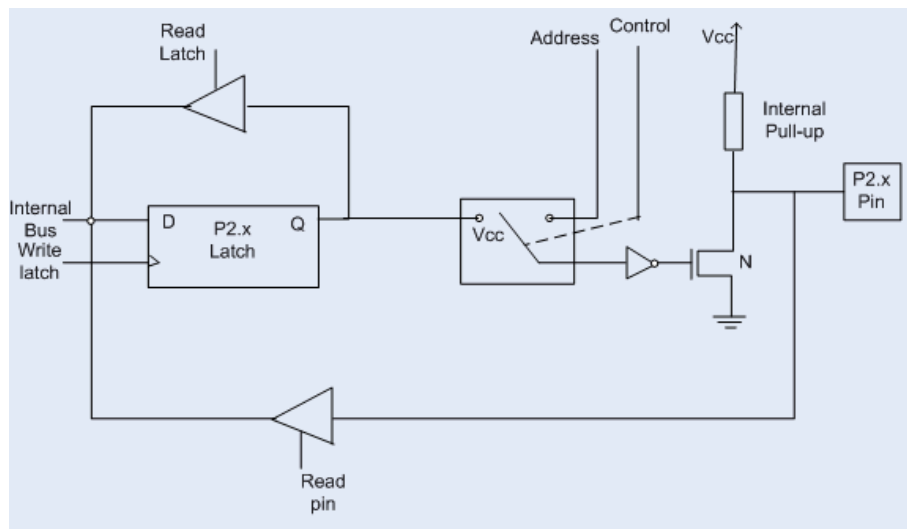 Read
Latch
Address
Control
Vcc
Internal
Pull-up
P2.x
Pin
Internal
Bus
Write
latch
D
P2.x
Latch
Q
Vcc
N
Read
pin